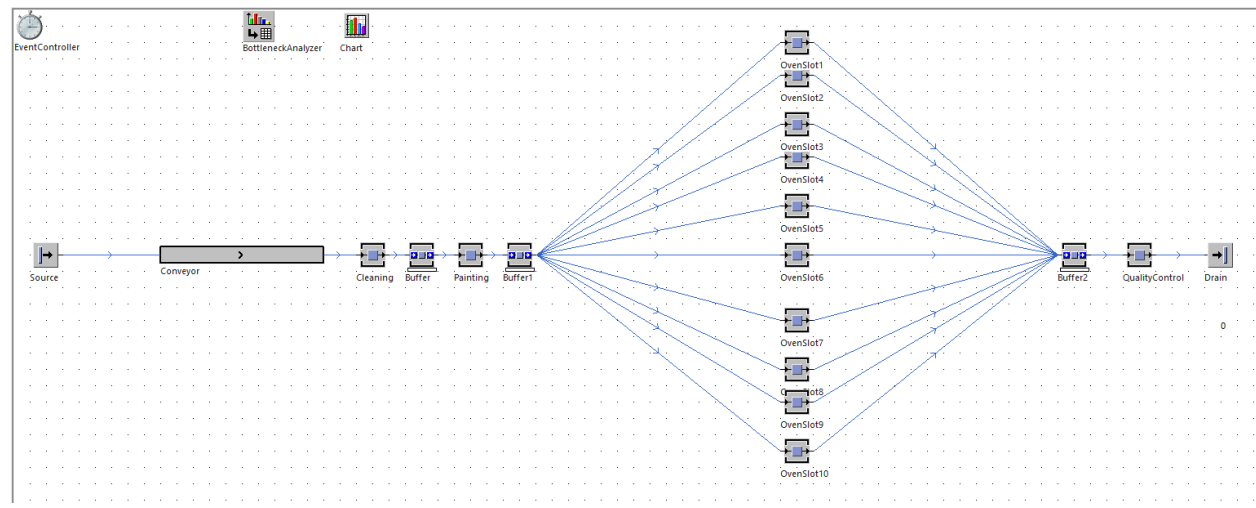 EventController
BottleneckAnalyzer
Chart
OvenSlot1
OvenSlot2
OvenSlot3
OvenSlot4
OvenSlot5
Source
Conveyor
Cleaning
Buffer
Painting
Buffer1
OvenSlot6
Buffer2
QualityControl
Drain
0
OvenSlot7
OvenSlot8
OvenSlot9
OvenSlot10